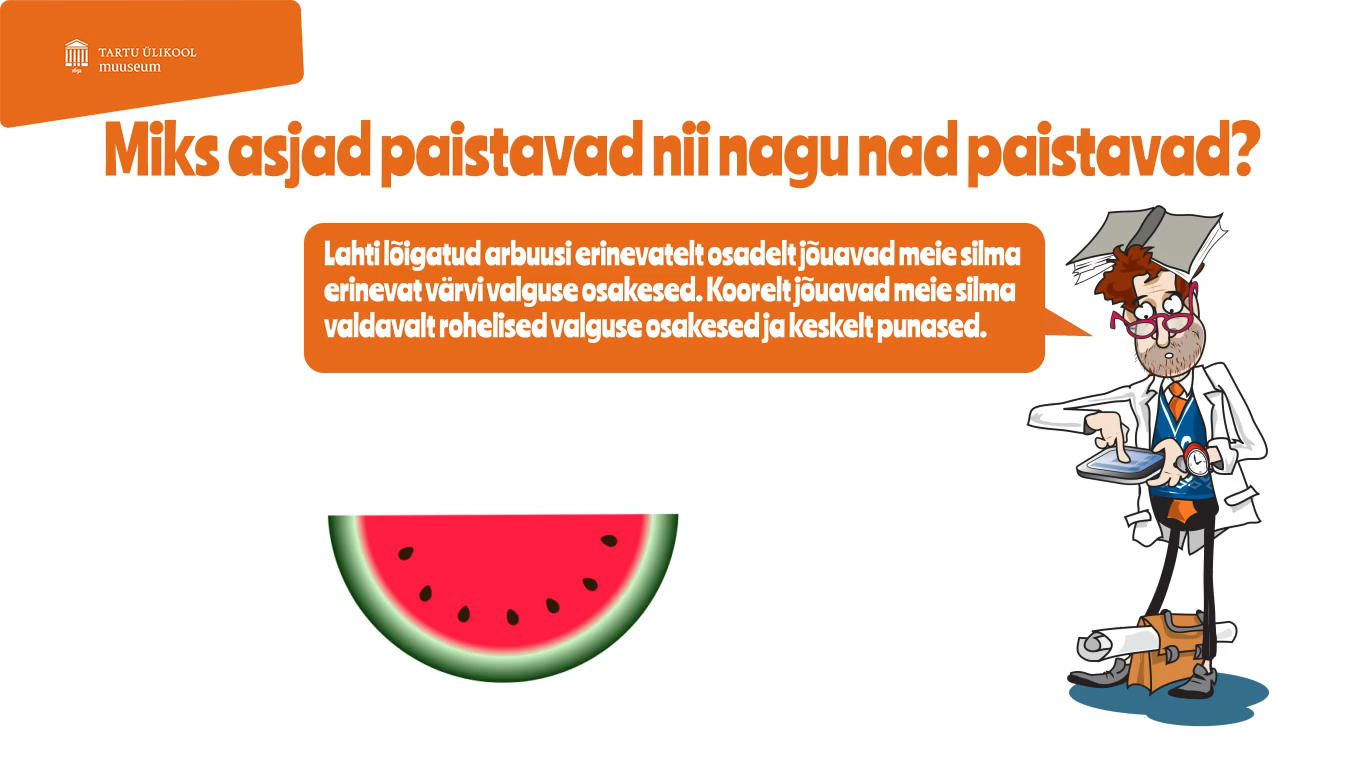 TARTU ÜLIKOOL
muuseum
1632
Miks asjad paistavad nii nagu nad paistavad?
Lahti lõigatud arbuusi erinevatelt osadelt jõuavad meie silma
erinevat värvi valguse osakesed. Koorelt jõuavad meie silma
valdavalt rohelised valguse osakesed ja keskelt punased.